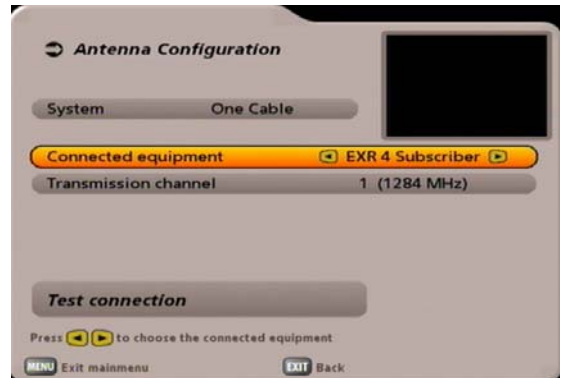 Antenna Configuration
System One Cable
Connected equipment EXR 4 Subscriber
Transmission channel 1 (1284 MHz)
Test connection
Press to choose the connected equipment
MENU Exit mainmenu EXIT Back